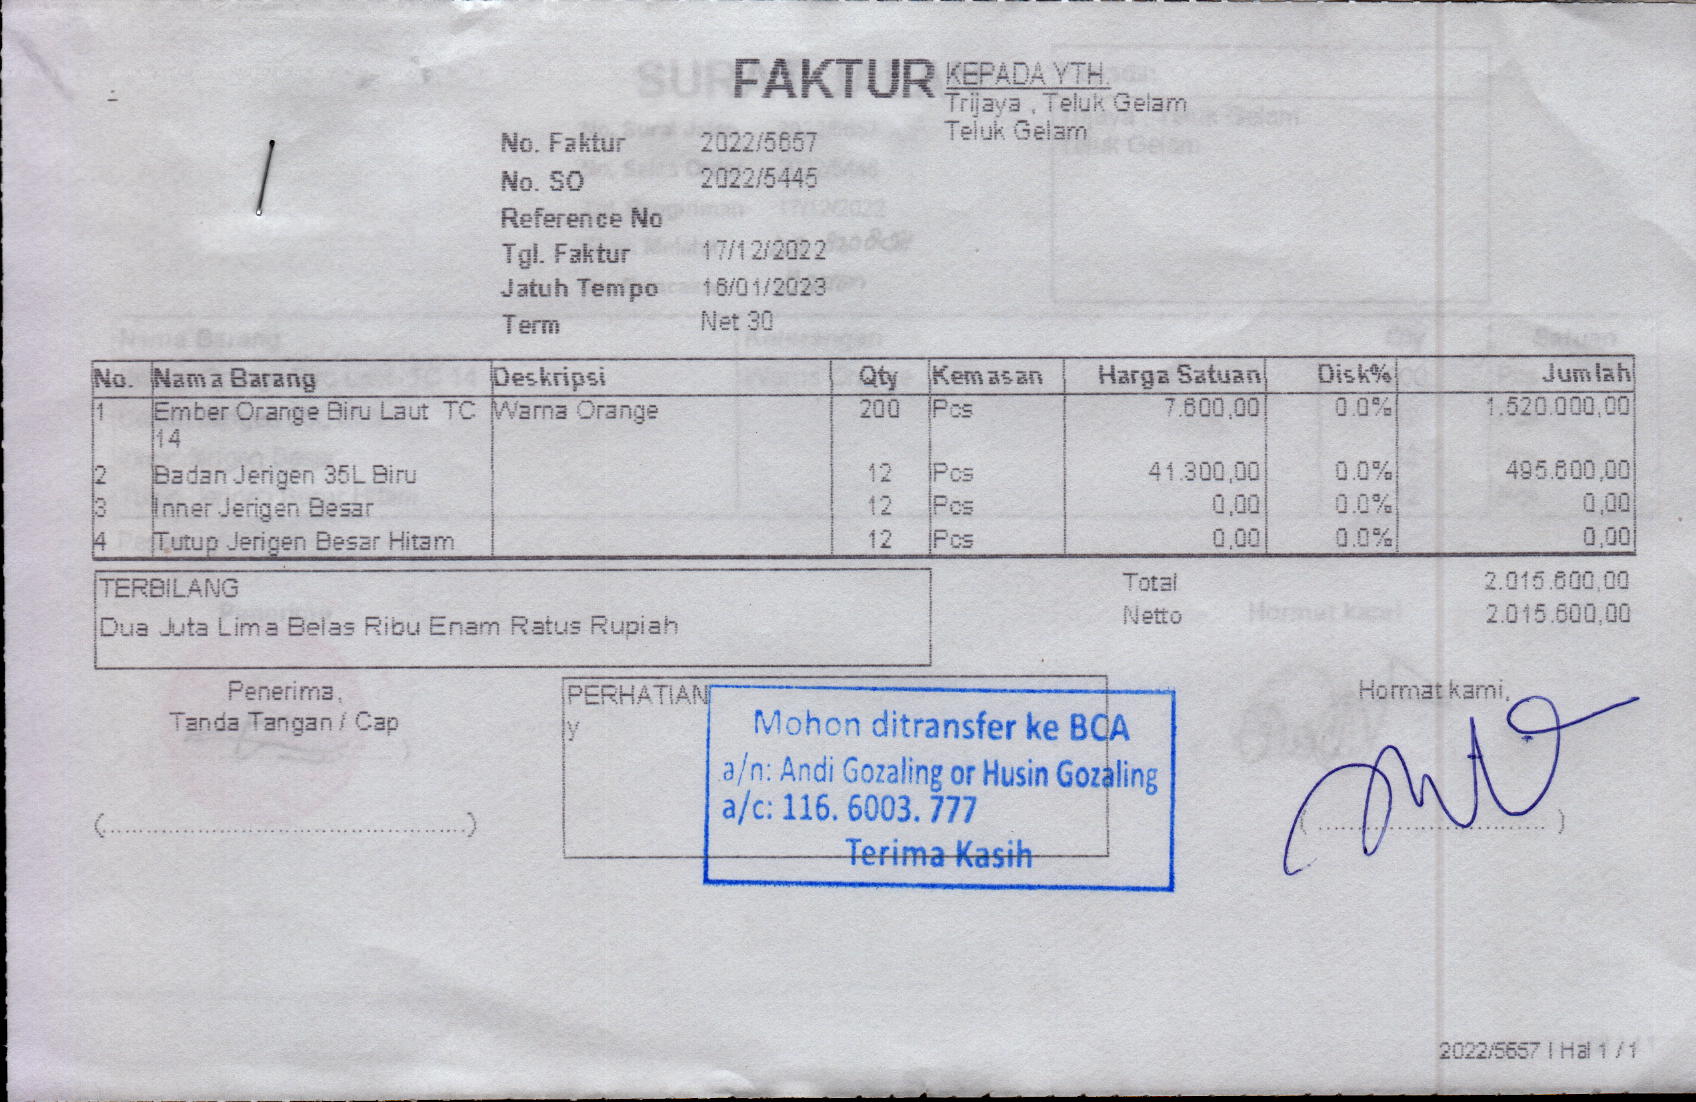 FAKTUR
KEPADA YTH.
Trijaya , Teluk Gelam
Teluk Gelam
No. Faktur 2022/5657
No. SO 2022/5445
Reference No
Tgl. Faktur 17/12/2022
Jatuh Tempo 16/01/2023
Term Net 30
No. Nama Barang Deskripsi Qty Kemasan Harga Satuan Disk% Jumlah
1 Ember Orange Biru Laut TC Warna Orange 200 Pcs 7.600,00 0.0% 1.520.000,00
14
2 Badan Jerigen 35L Biru 12 Pcs 41.300,00 0.0% 495.600,00
3 Inner Jerigen Besar 12 Pcs 0,00 0.0% 0,00
4 Tutup Jerigen Besar Hitam 12 Pcs 0,00 0.0% 0,00
TERBILANG
Dua Juta Lima Belas Ribu Enam Ratus Rupiah
Total 2.015.600,00
Netto 2.015.600,00
Penerima,
Tanda Tangan / Cap
(..............................................)
PERHATIAN
y
Mohon ditransfer ke BCA
a/n: Andi Gozaling or Husin Gozaling
a/c: 116. 6003. 777
Terima Kasih
Hormat kami,
( ............................. )
2022/5657 | Hal 1 / 1